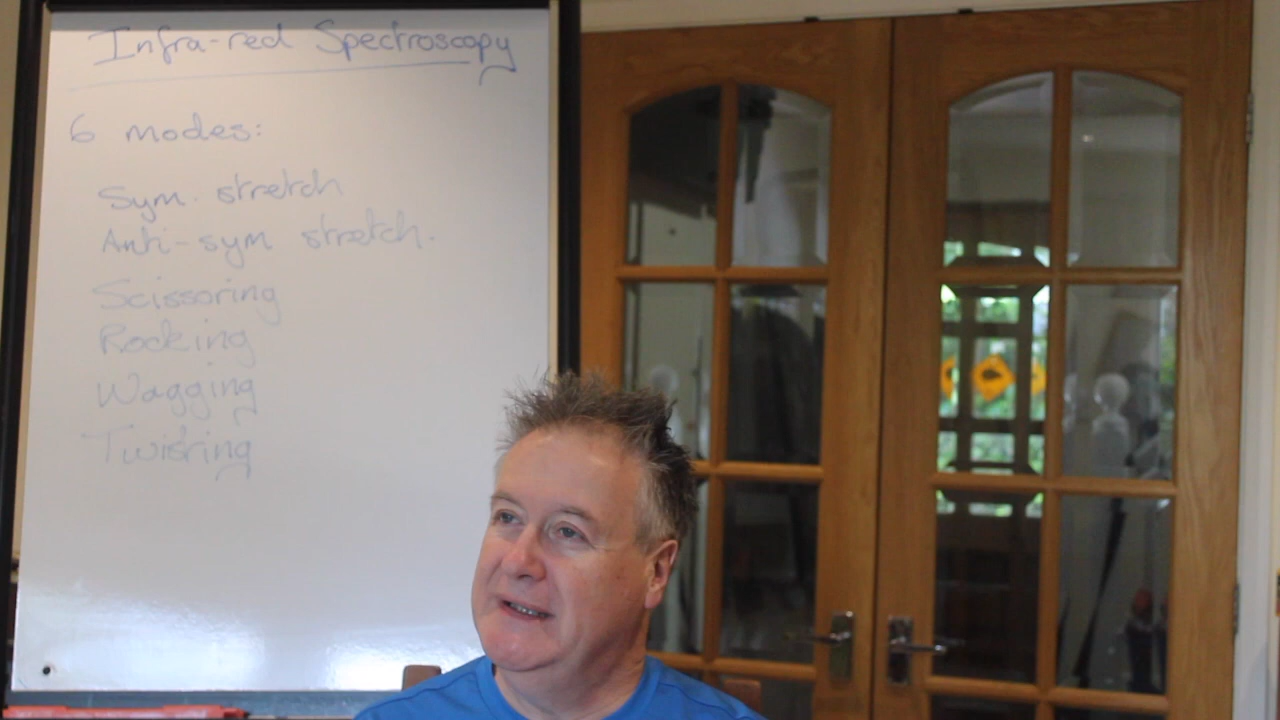 Infra-red Spectroscopy
6 modes:
Sym. stretch
Anti-sym stretch.
Scissoring
Rocking
Wagging
Twisting